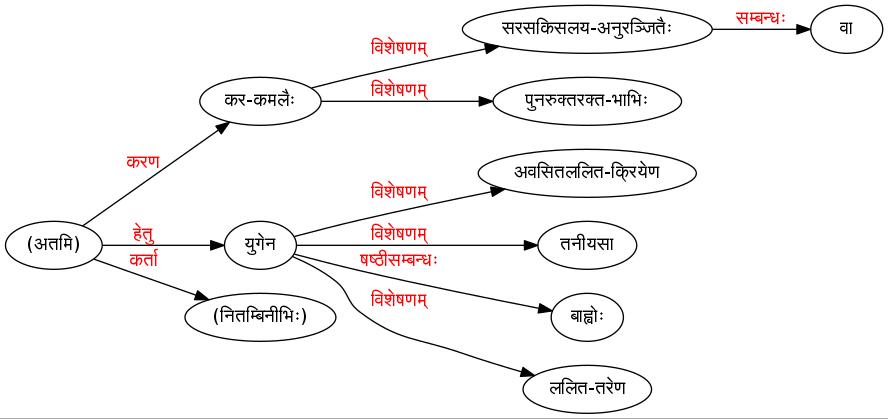 सरसकिसलय-अनुरञ्जितैः
सम्बन्धः
वा
विशेषणम्
कर-कमलैः
विशेषणम्
पुनरुक्तरक्त-भाभिः
करण
अवसितललित-क्रियेण
विशेषणम्
(अतमि)
हेतु
युगेन
विशेषणम्
तनीयसा
कर्ता
षष्ठीसम्बन्धः
विशेषणम्
(नितम्बिनीभिः)
बाह्वोः
ललित-तरेण